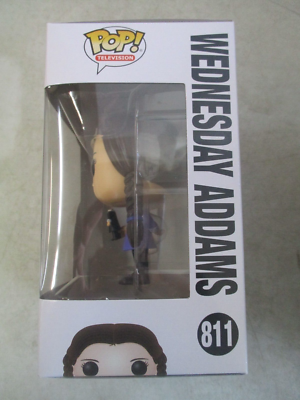 POP!
TELEVISION
WEDNESDAY ADDAMS
811